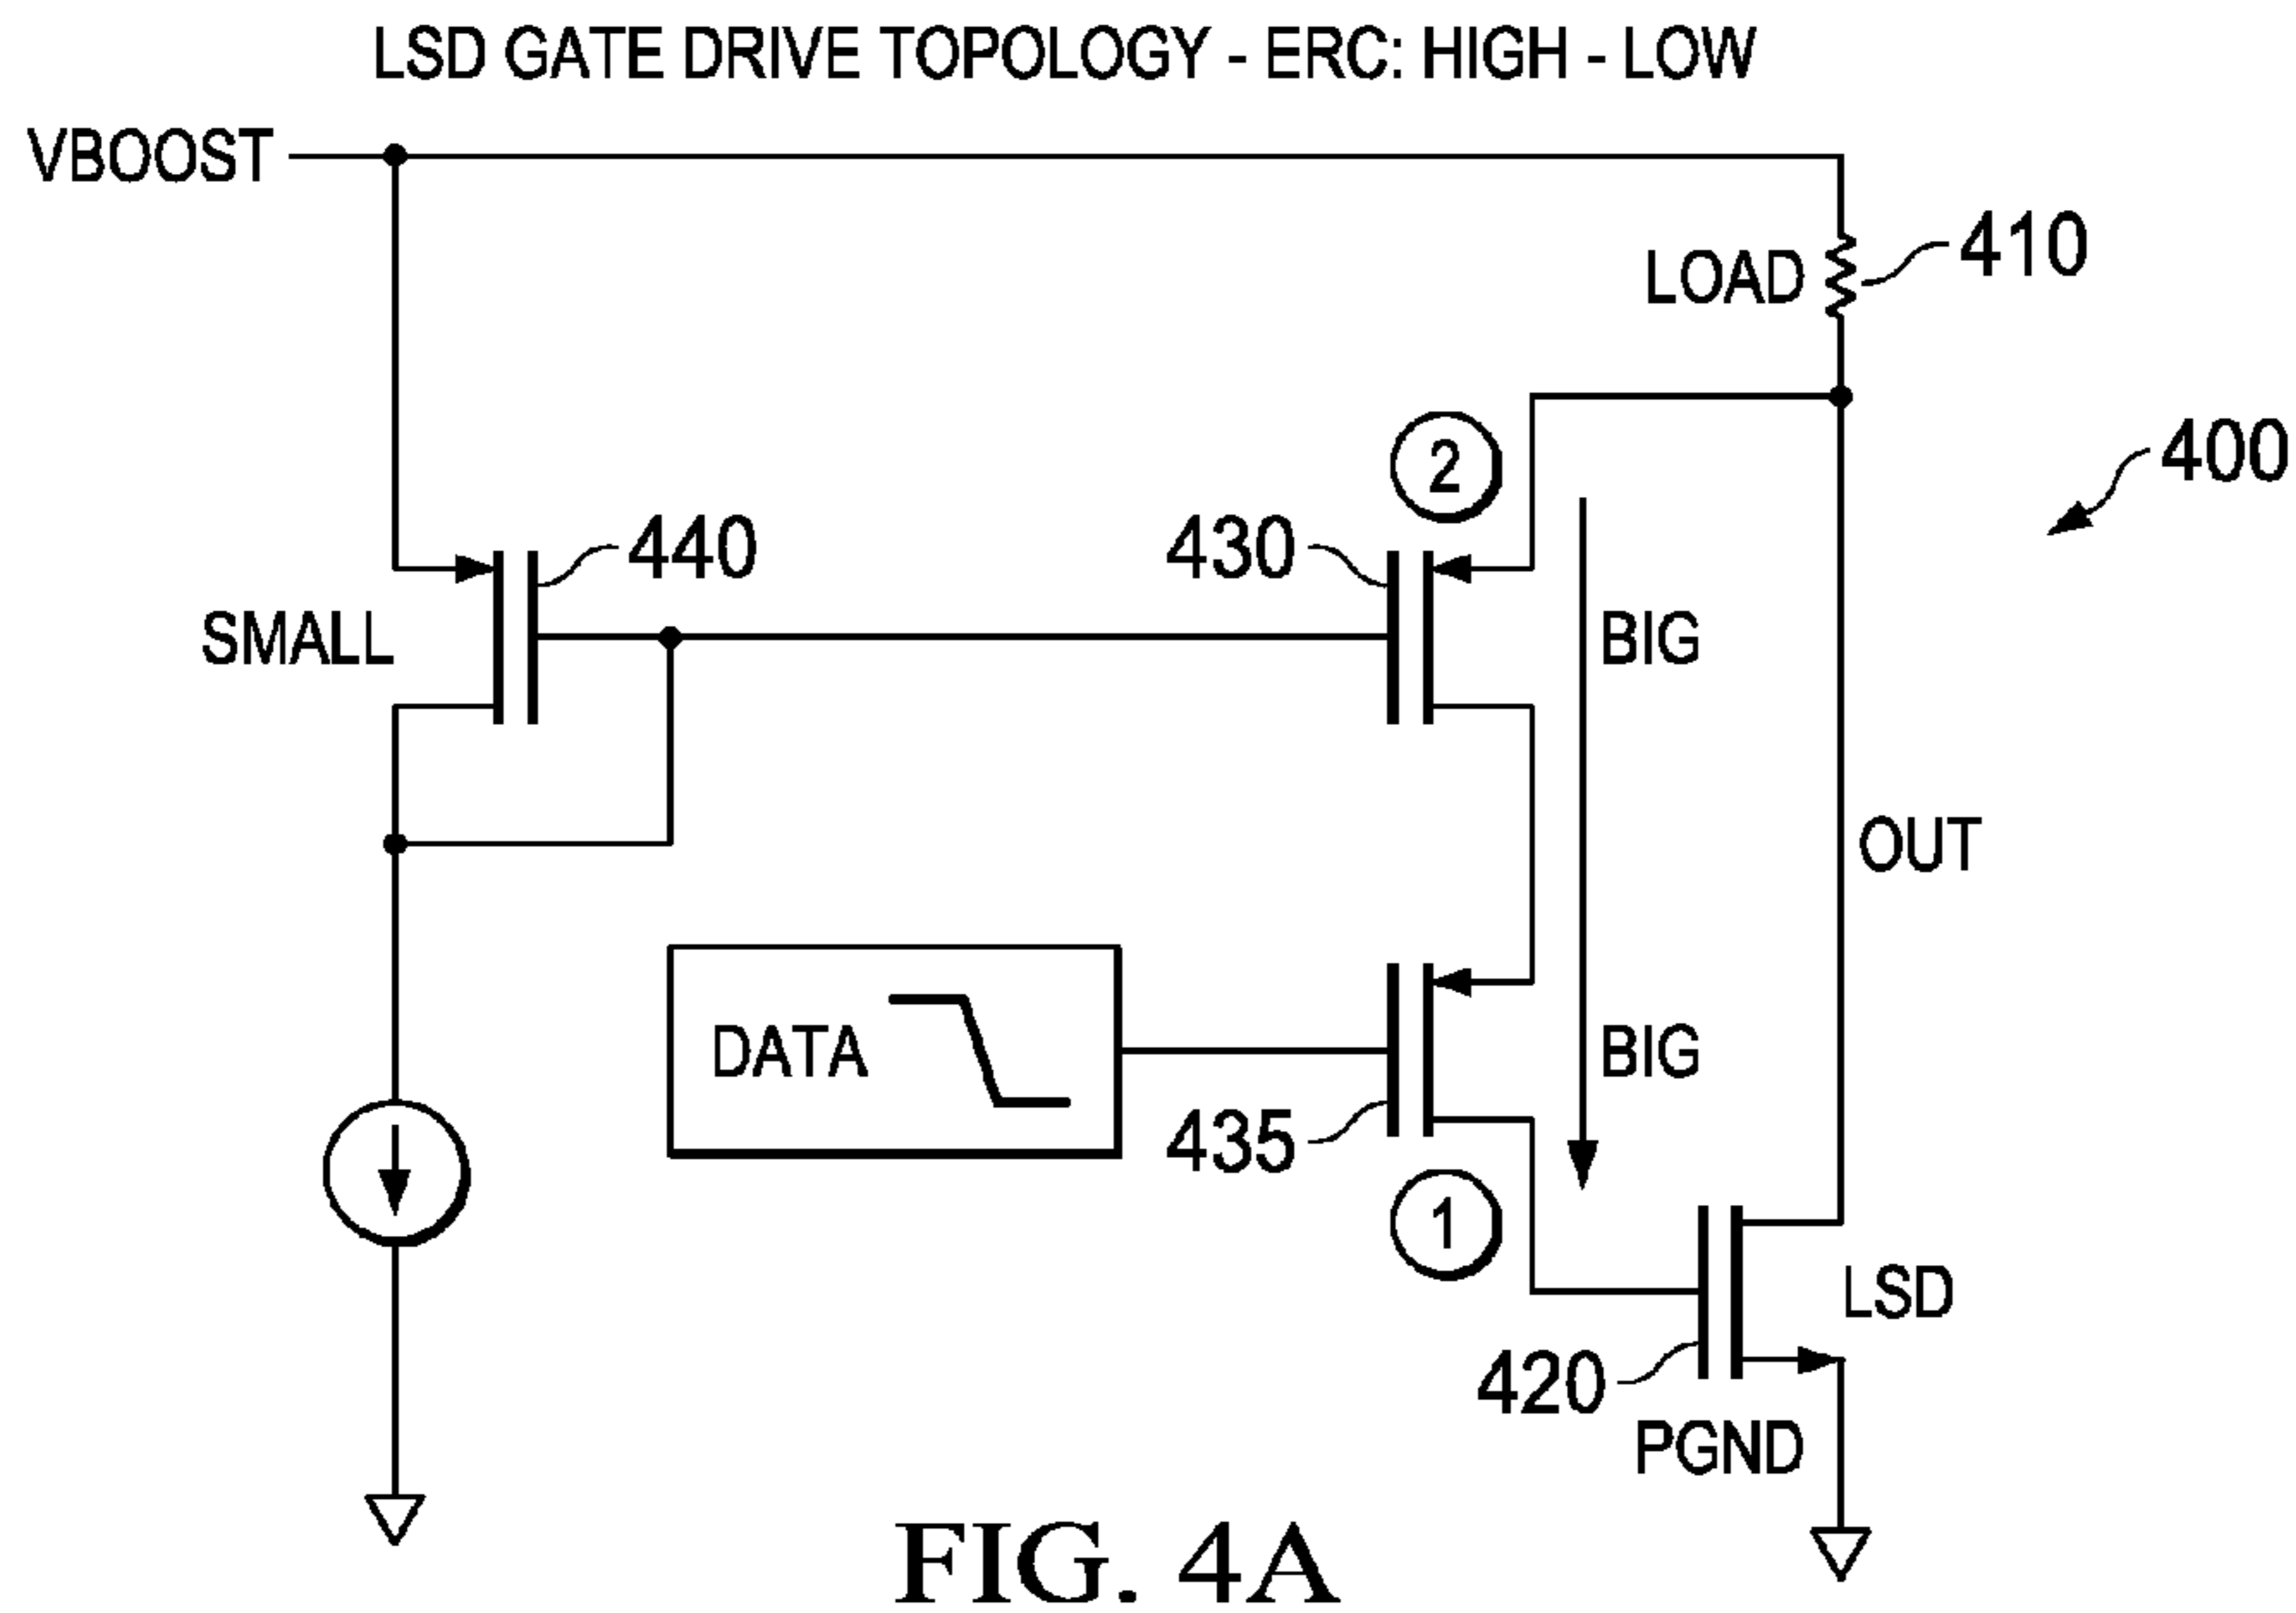 LSD GATE DRIVE TOPOLOGY - ERC: HIGH - LOW
VBOOST
LOAD
410
2
400
440
430
SMALL
BIG
OUT
DATA
BIG
435
1
LSD
420
PGND
FIG. 4A